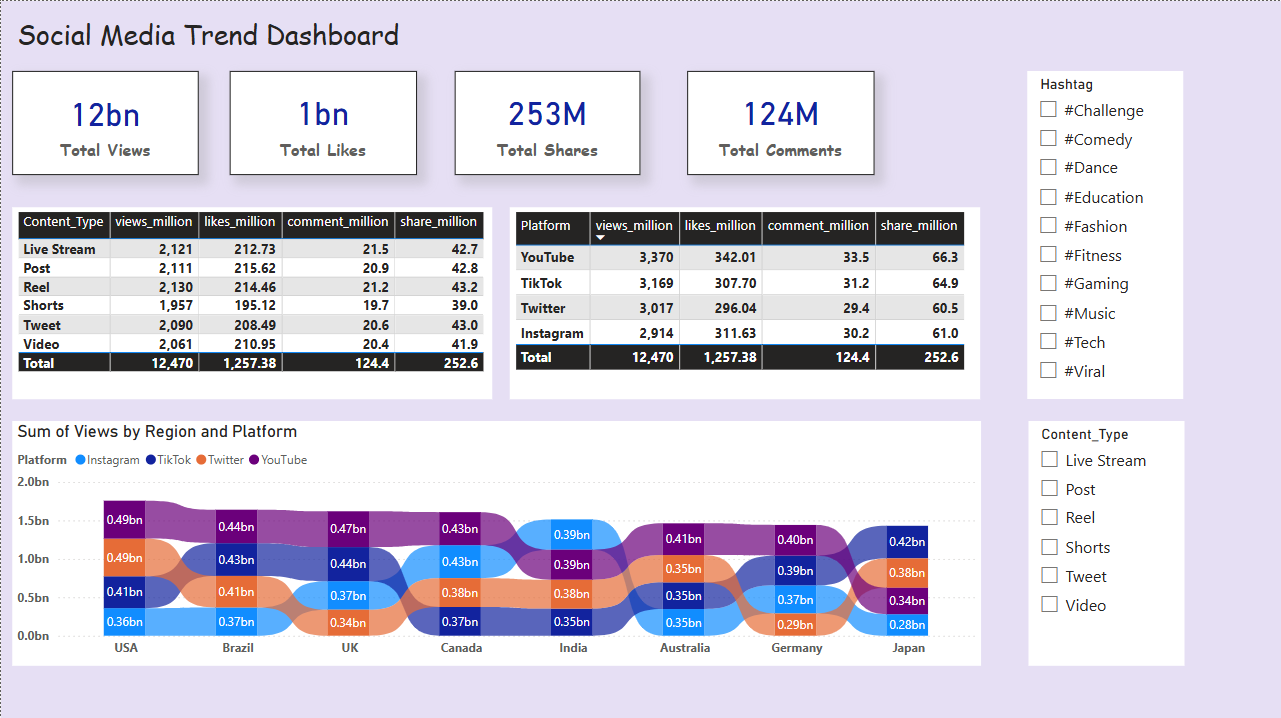 Social Media Trend Dashboard
12bn
Total Views
1bn
Total Likes
253M
Total Shares
124M
Total Comments
Hashtag
#Challenge
#Comedy
#Dance
#Education
#Fashion
#Fitness
#Gaming
#Music
#Tech
#Viral
Content_Type views_million likes_million comment_million share_million
Live Stream 2,121 212.73 21.5 42.7
Post 2,111 215.62 20.9 42.8
Reel 2,130 214.46 21.2 43.2
Shorts 1,957 195.12 19.7 39.0
Tweet 2,090 208.49 20.6 43.0
Video 2,061 210.95 20.4 41.9
Total 12,470 1,257.38 124.4 252.6
Platform views_million likes_million comment_million share_million
YouTube 3,370 342.01 33.5 66.3
TikTok 3,169 307.70 31.2 64.9
Twitter 3,017 296.04 29.4 60.5
Instagram 2,914 311.63 30.2 61.0
Total 12,470 1,257.38 124.4 252.6
Sum of Views by Region and Platform
Platform Instagram TikTok Twitter YouTube
2.0bn
1.5bn
1.0bn
0.5bn
0.0bn
0.49bn
0.49bn
0.41bn
0.36bn
0.44bn
0.43bn
0.41bn
0.37bn
0.47bn
0.44bn
0.37bn
0.34bn
0.43bn
0.43bn
0.38bn
0.37bn
0.39bn
0.39bn
0.38bn
0.35bn
0.41bn
0.35bn
0.35bn
0.35bn
0.40bn
0.39bn
0.37bn
0.29bn
0.42bn
0.38bn
0.34bn
0.28bn
USA Brazil UK Canada India Australia Germany Japan
Content_Type
Live Stream
Post
Reel
Shorts
Tweet
Video